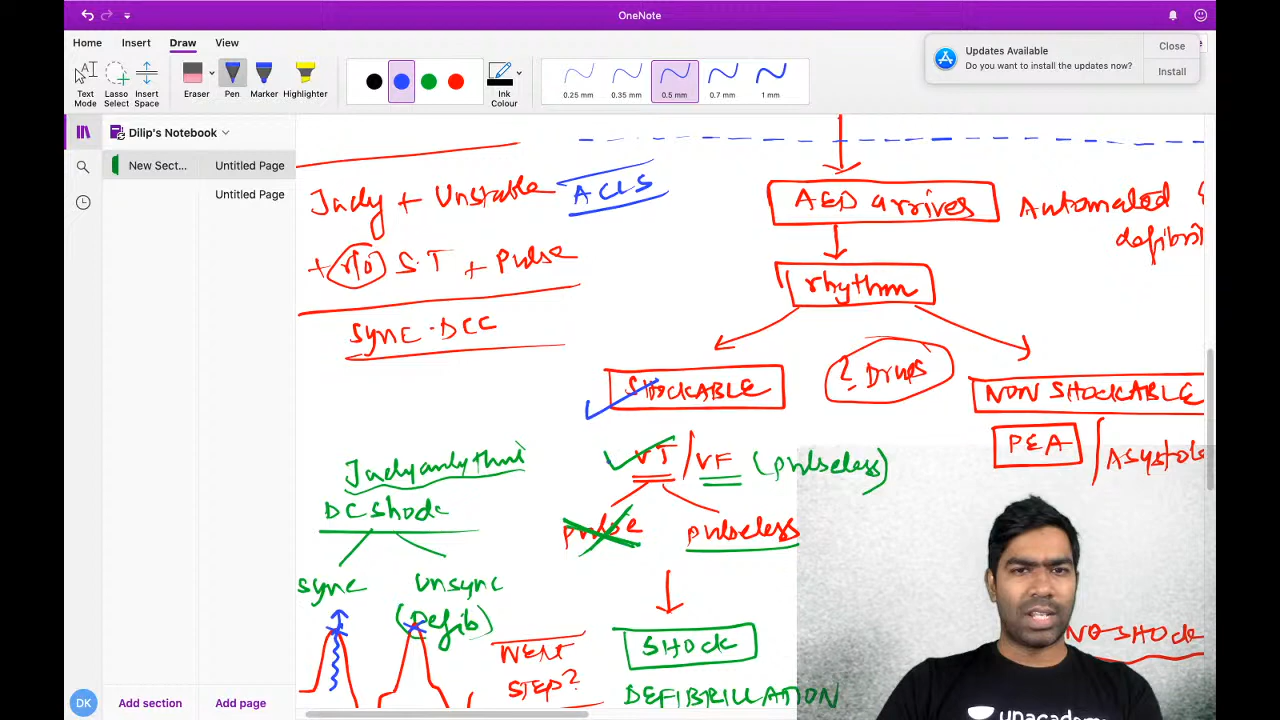 OneNote
Home Insert Draw View
Updates Available
Do you want to install the updates now?
Close
Install
Text Mode
Lasso Select
Insert Space
Eraser
Pen
Marker
Highlighter
Ink Colour
0.25 mm
0.35 mm
0.5 mm
0.7 mm
1 mm
Dilip's Notebook
New Sect...
Untitled Page
Untitled Page
Tachy + Unstable
+ r/o S.T + Pulse
Sync. DCC
ACLS
AED arrives
Automated
defibri
rhythm
SHOCKABLE
? Drugs
NON SHOCKABLE
VT / VF (pulseless)
PEA / Asystole
pulse
pulseless
Tachyarrhythmi
DC Shock
sync
unsync
(Defib)
NEXT
STEP?
SHOCK
DEFIBRILLATION
NO SHOCK
unacademy
DK
Add section
Add page